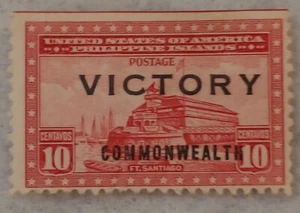 UNITED STATES OF AMERICA
PHILIPPINE ISLANDS
POSTAGE
VICTORY
CENTAVOS CENTAVOS
10 COMMONWEALTH 10
FT. SANTIAGO